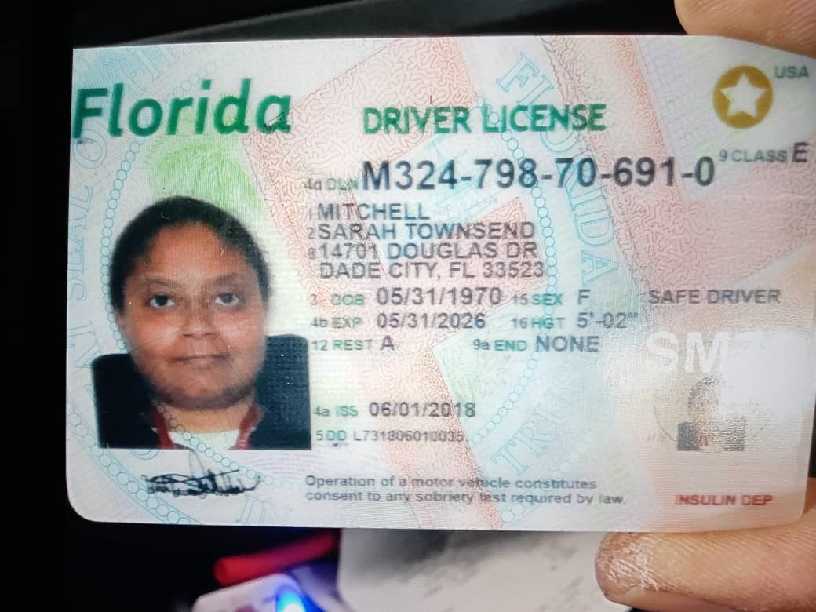 Florida
DRIVER LICENSE
USA
4d DLN M324-798-70-691-0
9 CLASS E
1 MITCHELL
2 SARAH TOWNSEND
8 14701 DOUGLAS DR
DADE CITY, FL 33523
3 DOB 05/31/1970 15 SEX F SAFE DRIVER
4b EXP 05/31/2026 16 HGT 5'-02"
12 REST A 9a END NONE
4a ISS 06/01/2018
5 DD L731806010035
Operation of a motor vehicle constitutes
consent to any sobriery test required by law.
INSULIN DEP